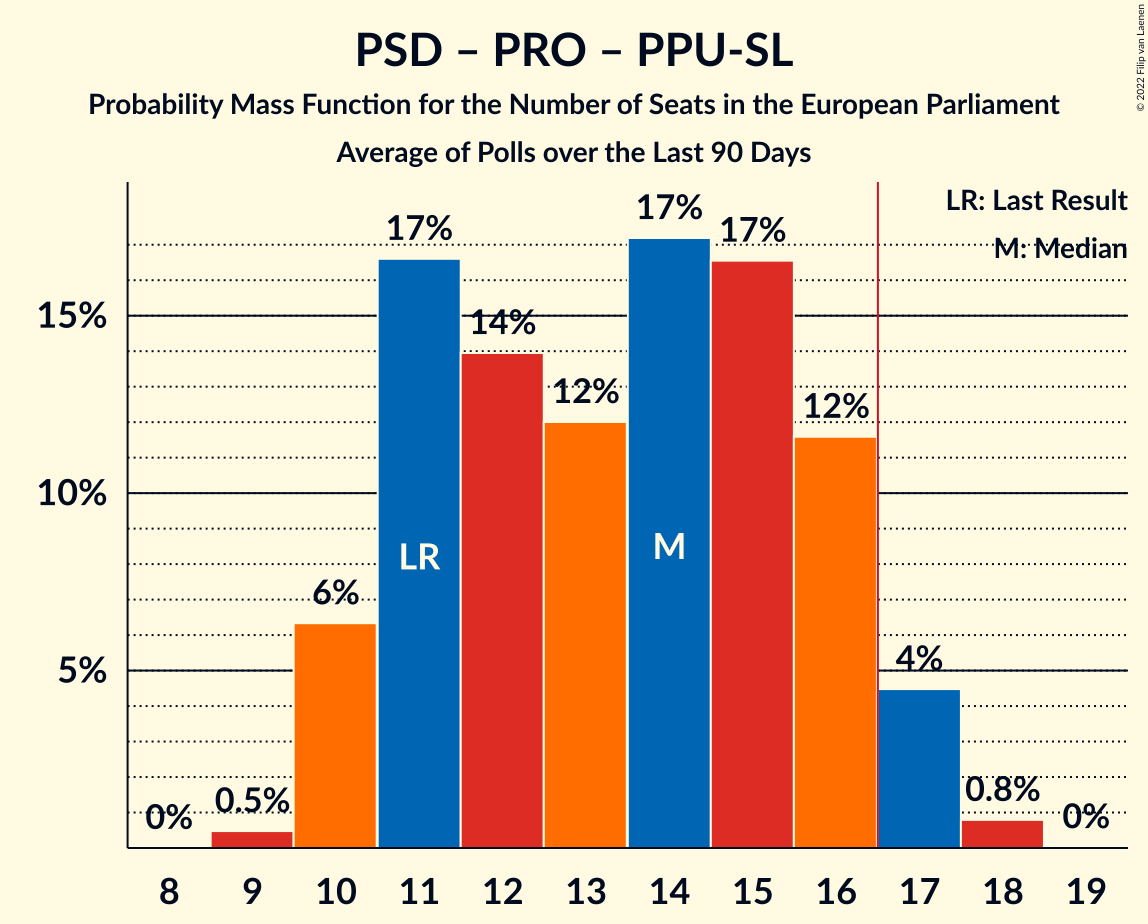 PSD – PRO – PPU-SL
Probability Mass Function for the Number of Seats in the European Parliament
Average of Polls over the Last 90 Days
© 2022 Filip van Laenen
LR: Last Result
M: Median
15%
10%
5%
0%
0.5%
6%
17%
14%
12%
17%
17%
12%
4%
0.8%
0%
LR
M
8 9 10 11 12 13 14 15 16 17 18 19